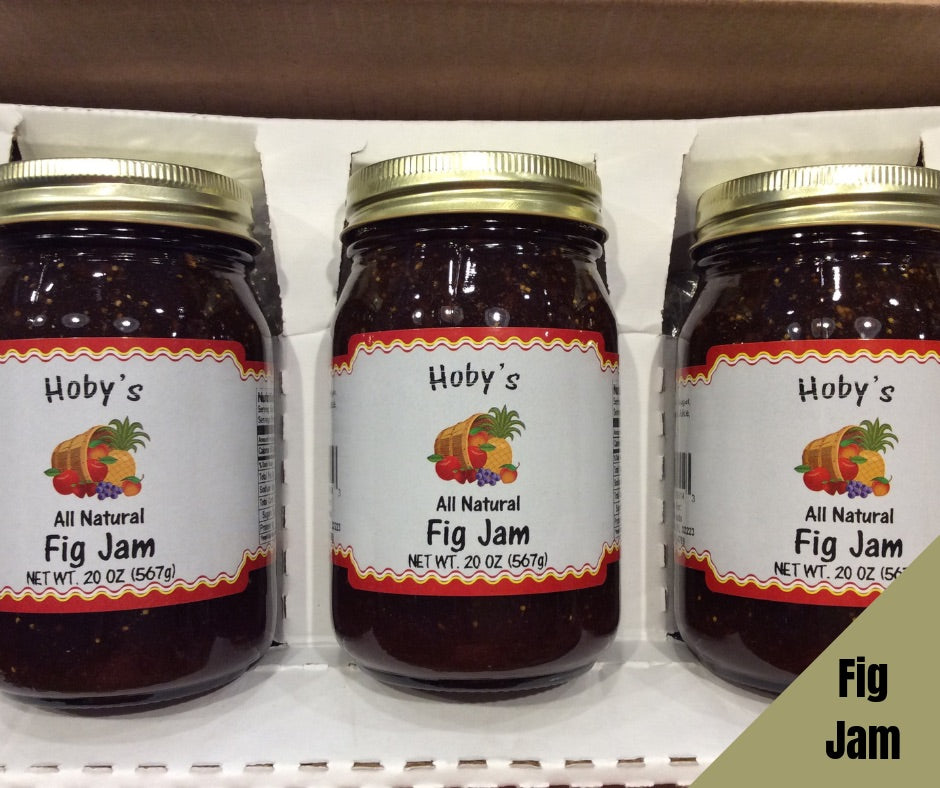 Hoby's
All Natural
Fig Jam
NET WT. 20 OZ (567g)
Hoby's
All Natural
Fig Jam
NET WT. 20 OZ (567g)
Hoby's
All Natural
Fig Jam
NET WT. 20 OZ (567
Fig
Jam